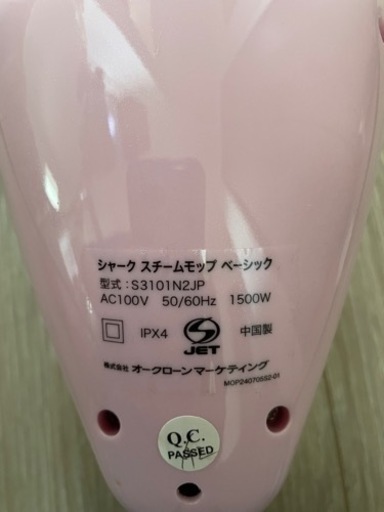 シャーク スチームモップ ベーシック
型式：S3101N2JP
AC100V 50/60Hz 1500W
IPX4 JET 中国製
株式会社 オークローンマーケティング
MOP240705S2-01
Q.C.
PASSED